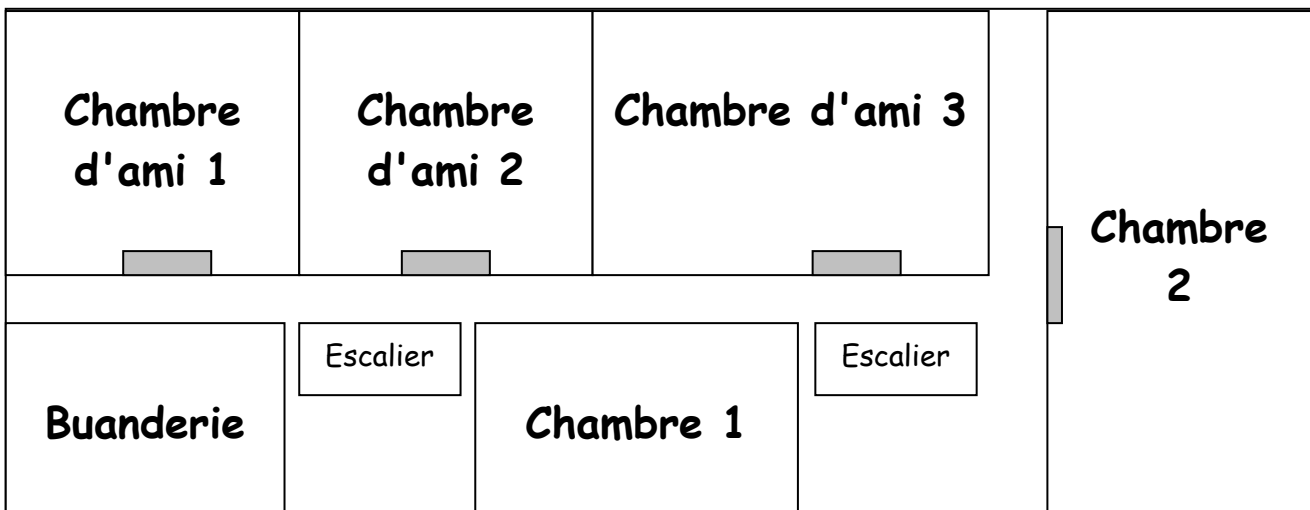 Chambre
d'ami 1
Chambre
d'ami 2
Chambre d'ami 3
Chambre
2
Escalier
Escalier
Buanderie
Chambre 1